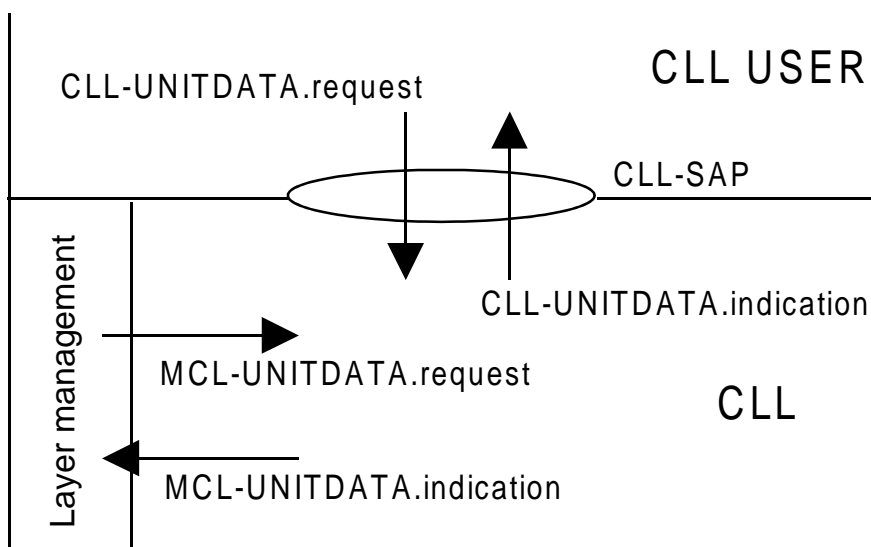 CLL USER
CLL-UNITDATA.request
CLL-SAP
CLL-UNITDATA.indication
Layer management
MCL-UNITDATA.request
CLL
MCL-UNITDATA.indication